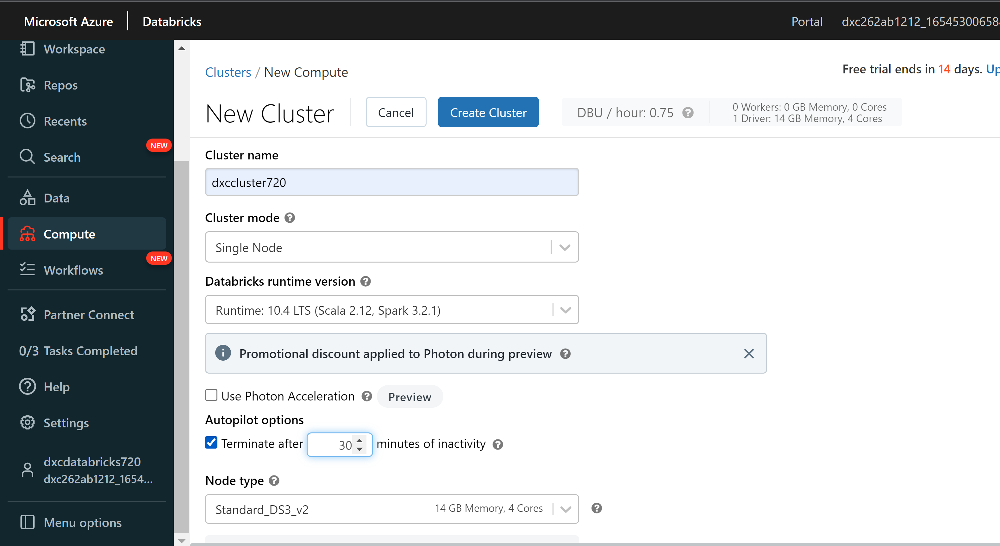 Microsoft Azure
Databricks
Portal
dxc262ab1212_1654530065
Workspace
Repos
Recents
NEW
Search
Data
Compute
NEW
Workflows
Partner Connect
0/3 Tasks Completed
Help
Settings
dxcdatabricks720
dxc262ab1212_1654...
Menu options
Clusters / New Compute
Free trial ends in 14 days. Up
New Cluster
Cancel
Create Cluster
DBU / hour: 0.75
0 Workers: 0 GB Memory, 0 Cores
1 Driver: 14 GB Memory, 4 Cores
Cluster name
dxccluster720
Cluster mode
Single Node
Databricks runtime version
Runtime: 10.4 LTS (Scala 2.12, Spark 3.2.1)
Promotional discount applied to Photon during preview
Use Photon Acceleration
Preview
Autopilot options
Terminate after 30 minutes of inactivity
Node type
Standard_DS3_v2
14 GB Memory, 4 Cores